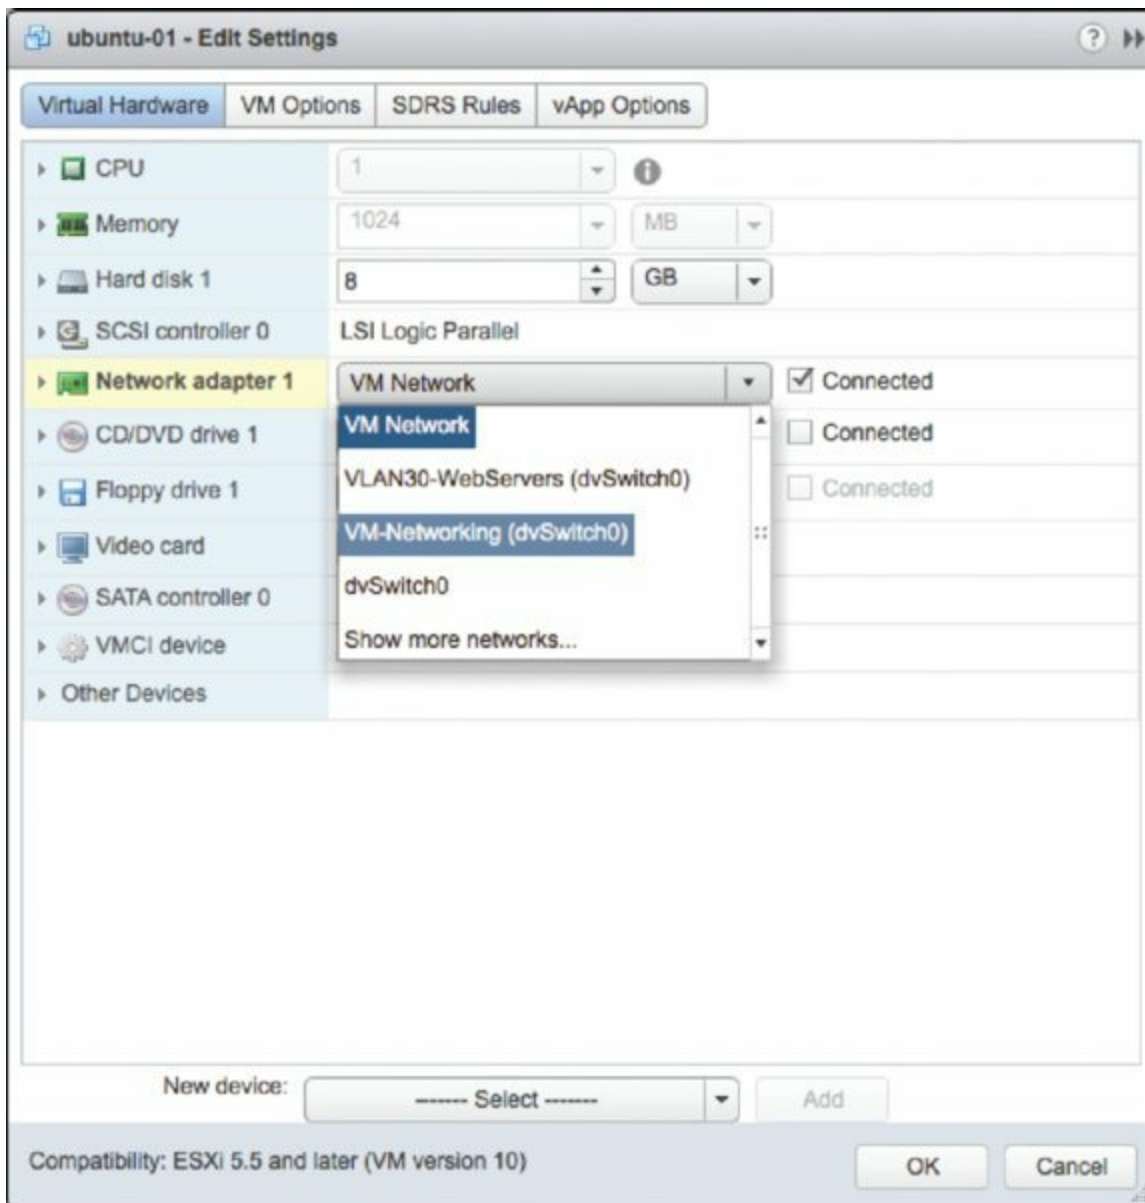 ubuntu-01 - Edit Settings
?
Virtual Hardware VM Options SDRS Rules vApp Options
CPU 1
Memory 1024 MB
Hard disk 1 8 GB
SCSI controller 0 LSI Logic Parallel
Network adapter 1 VM Network Connected
VM Network
CD/DVD drive 1 Connected
VLAN30-WebServers (dvSwitch0)
Floppy drive 1 Connected
VM-Networking (dvSwitch0)
Video card
dvSwitch0
SATA controller 0
Show more networks...
VMCI device
Other Devices
New device: ------- Select ------- Add
Compatibility: ESXi 5.5 and later (VM version 10) OK Cancel